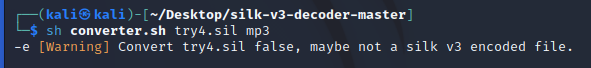 ┌──(kali㉿kali)-[~/Desktop/silk-v3-decoder-master]
└─$ sh converter.sh try4.sil mp3
-e [Warning] Convert try4.sil false, maybe not a silk v3 encoded file.